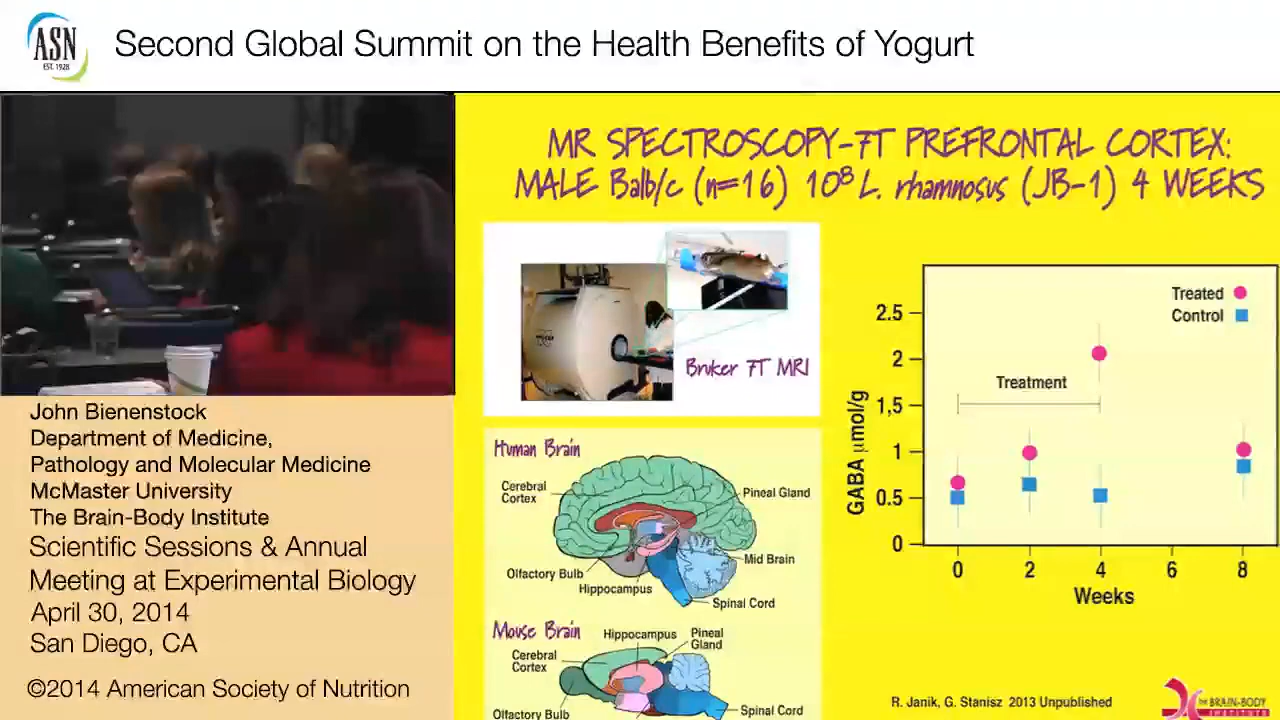 ASN
EST. 1928
Second Global Summit on the Health Benefits of Yogurt
MR SPECTROSCOPY-7T PREFRONTAL CORTEX:
MALE Balb/c (n=16) 10⁸ L. rhamnosus (JB-1) 4 WEEKS
Bruker 7T MRI
Human Brain
Cerebral
Cortex
Pineal Gland
Mid Brain
Olfactory Bulb
Hippocampus
Spinal Cord
Mouse Brain
Hippocampus
Pineal
Gland
Cerebral
Cortex
Spinal Cord
Olfactory Bulb
Treated
Control
Treatment
GABA μmol/g
2.5
2
1,5
1
0.5
0
0 2 4 6 8
Weeks
R. Janik, G. Stanisz 2013 Unpublished
THE BRAIN-BODY
INSTITUTE
John Bienenstock
Department of Medicine,
Pathology and Molecular Medicine
McMaster University
The Brain-Body Institute
Scientific Sessions & Annual
Meeting at Experimental Biology
April 30, 2014
San Diego, CA
©2014 American Society of Nutrition